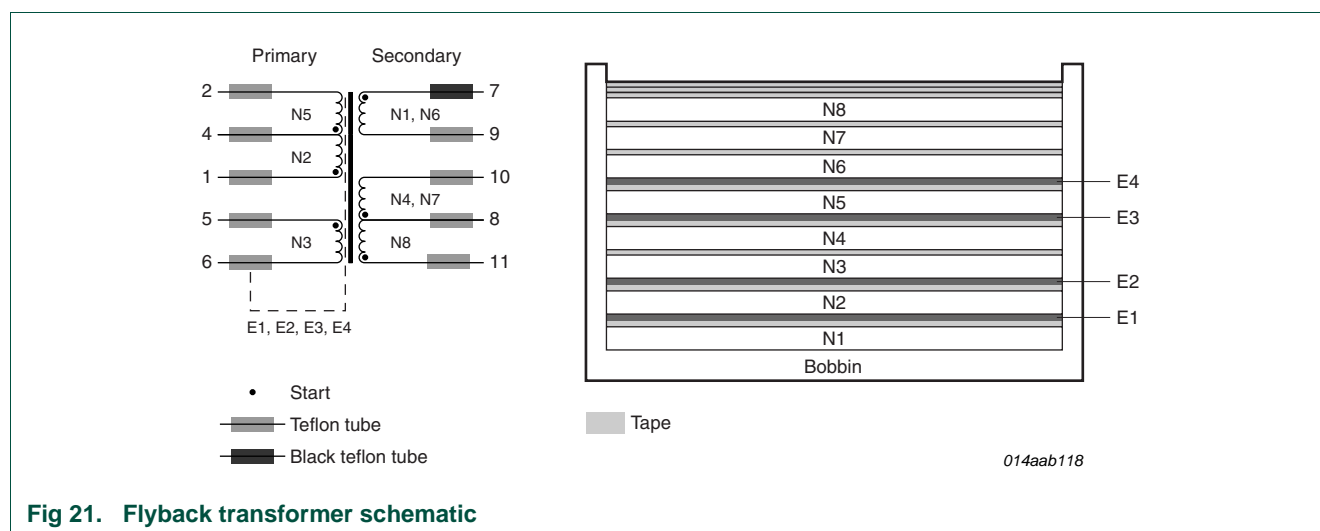 Primary Secondary
2 7
N5 N1, N6
4 9
N2
1 10
N4, N7
5 8
N3 N8
6 11
E1, E2, E3, E4
Start
Teflon tube
Black teflon tube
N8
N7
N6
E4
N5
E3
N4
N3
E2
N2
E1
N1
Bobbin
Tape
014aab118
Fig 21. Flyback transformer schematic